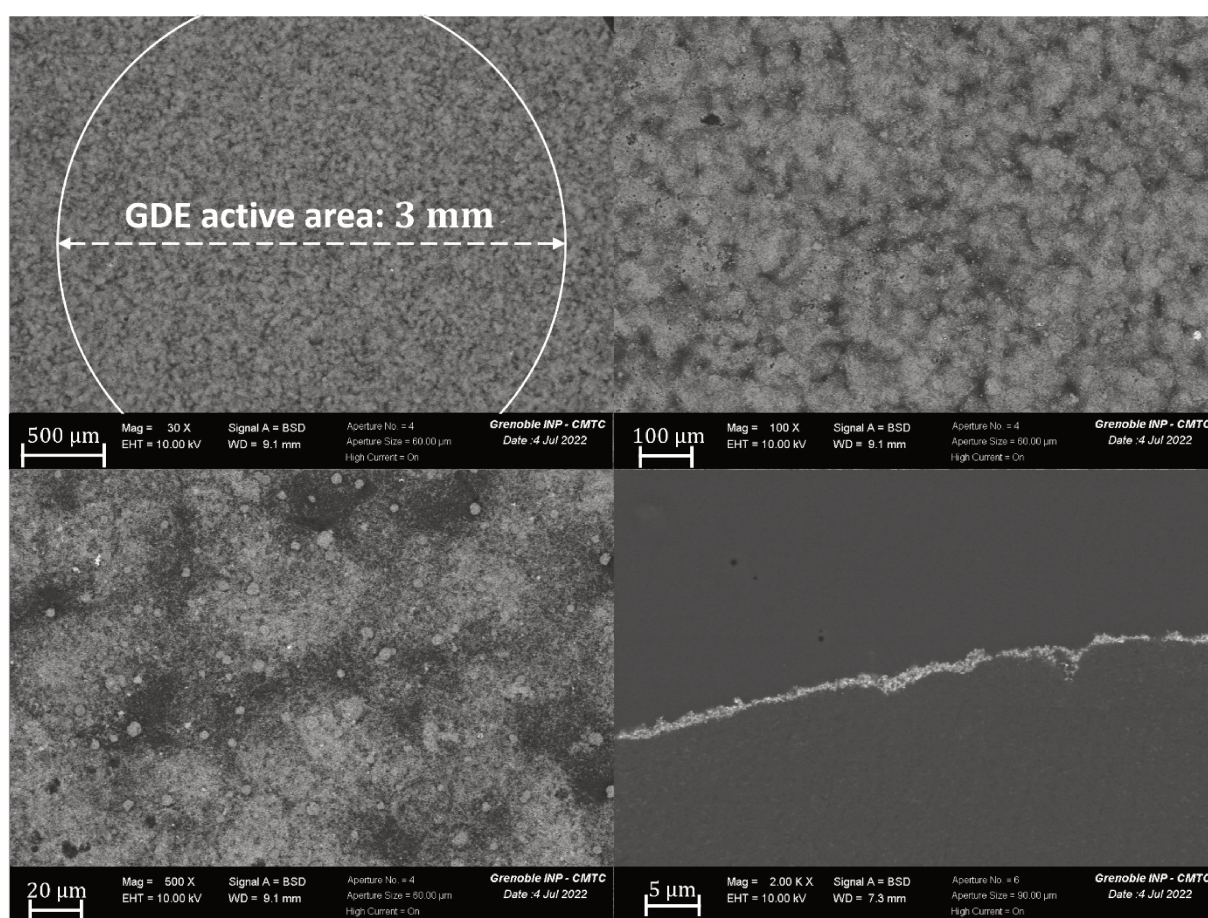 GDE active area: 3 mm
500 μm
Mag = 30 X
EHT = 10.00 kV
Signal A = BSD
WD = 9.1 mm
Aperture No. = 4
Aperture Size = 60.00 μm
High Current = On
Grenoble INP - CMTC
Date :4 Jul 2022
100 μm
Mag = 100 X
EHT = 10.00 kV
Signal A = BSD
WD = 9.1 mm
Aperture No. = 4
Aperture Size = 60.00 μm
High Current = On
Grenoble INP - CMTC
Date :4 Jul 2022
20 μm
Mag = 500 X
EHT = 10.00 kV
Signal A = BSD
WD = 9.1 mm
Aperture No. = 4
Aperture Size = 60.00 μm
High Current = On
Grenoble INP - CMTC
Date :4 Jul 2022
5 μm
Mag = 2.00 K X
EHT = 10.00 kV
Signal A = BSD
WD = 7.3 mm
Aperture No. = 6
Aperture Size = 90.00 μm
High Current = On
Grenoble INP - CMTC
Date :4 Jul 2022